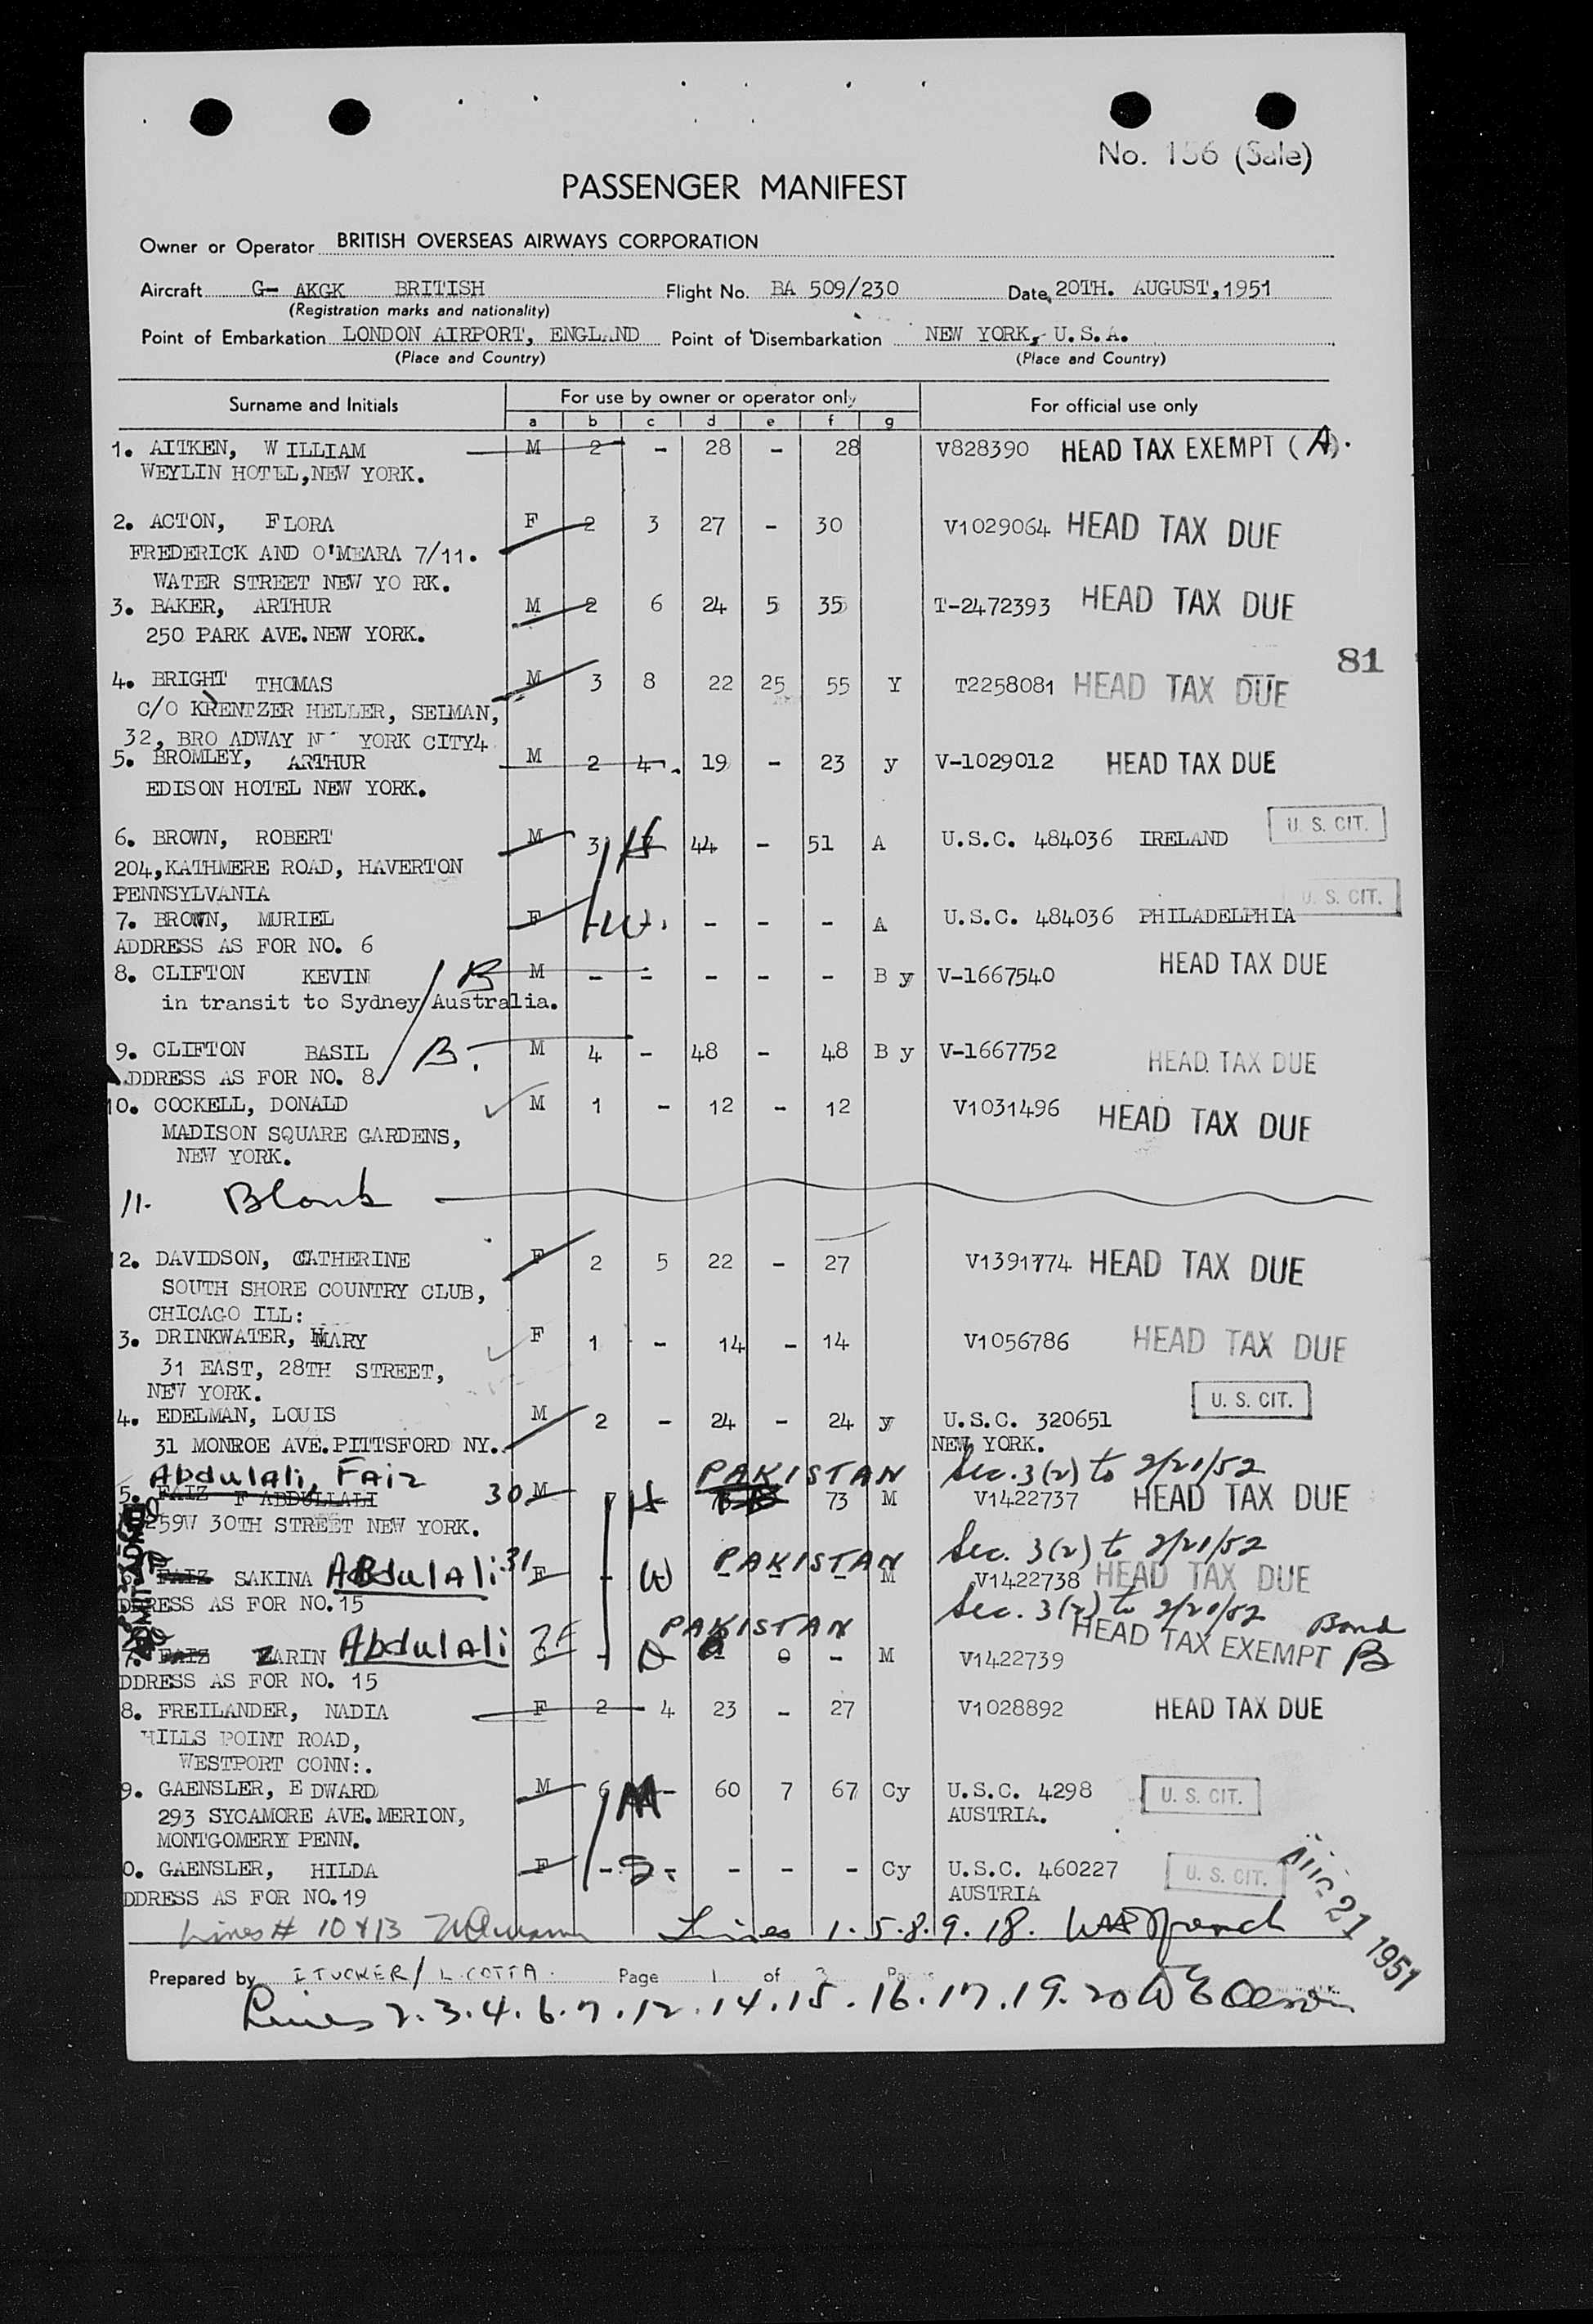 No. 156 (Sale)
PASSENGER MANIFEST
Owner or Operator BRITISH OVERSEAS AIRWAYS CORPORATION
Aircraft G- AKGK BRITISH Flight No. BA 509/230 Date 20TH. AUGUST, 1951
(Registration marks and nationality)
Point of Embarkation LONDON AIRPORT, ENGLAND Point of Disembarkation NEW YORK, U.S.A.
(Place and Country) (Place and Country)
Surname and Initials For use by owner or operator only For official use only
a b c d e f g
1. AITKEN, W ILLIAM M 2 - 28 - 28 V828390 HEAD TAX EXEMPT (A).
WEYLIN HOTEL, NEW YORK.
2. ACTON, FLORA F 2 3 27 - 30 V1029064 HEAD TAX DUE
FREDERICK AND O'MEARA 7/11.
WATER STREET NEW YO RK.
3. BAKER, ARTHUR M 2 6 24 5 35 T-2472393 HEAD TAX DUE
250 PARK AVE. NEW YORK.
81
4. BRIGHT THOMAS M 3 8 22 25 55 Y T2258081 HEAD TAX DUE
C/O KRENTZER HELLER, SELMAN,
32, BRO ADWAY YORK CITY4
5. BROMLEY, ARTHUR M 2 4 19 - 23 y V-1029012 HEAD TAX DUE
EDISON HOTEL NEW YORK.
6. BROWN, ROBERT M 3 H 44 - 51 A U.S.C. 484036 IRELAND U. S. CIT.
204, KATHMERE ROAD, HAVERTON
PENNSYLVANIA
7. BROWN, MURIEL F - W. - - - A U.S.C. 484036 PHILADELPHIA U. S. CIT.
ADDRESS AS FOR NO. 6
8. CLIFTON KEVIN B M - - - - - B y V-1667540 HEAD TAX DUE
in transit to Sydney Australia.
9. CLIFTON BASIL B. M 4 - 48 - 48 B y V-1667752 HEAD TAX DUE
ADDRESS AS FOR NO. 8.
10. COCKELL, DONALD M 1 - 12 - 12 V1031496 HEAD TAX DUE
MADISON SQUARE GARDENS,
NEW YORK.
11. Blank
2. DAVIDSON, CATHERINE F 2 5 22 - 27 V1391774 HEAD TAX DUE
SOUTH SHORE COUNTRY CLUB,
CHICAGO ILL:
3. DRINKWATER, MARY F 1 - 14 - 14 V1056786 HEAD TAX DUE
31 EAST, 28TH STREET,
NEW YORK.
4. EDELMAN, LOUIS M 2 - 24 - 24 y U.S.C. 320651 U. S. CIT.
31 MONROE AVE. PITTSFORD NY. NEW YORK.
Abdulali, FAiz PAKISTAN Sec. 3(2) to 2/21/52
5. FAIZ F ABDULLALI 30 M H 73 M V1422737 HEAD TAX DUE
259W 30TH STREET NEW YORK.
PAKISTAN Sec. 3(2) to 2/21/52
6. FAIZ SAKINA Abdulali 31 F - W - - - M V1422738 HEAD TAX DUE
DDRESS AS FOR NO.15
PAKISTAN Sec. 3(2) to 2/21/52 Bond
7. FAIZ ZARIN Abdulali 7F - D - M V1422739 HEAD TAX EXEMPT B
DDRESS AS FOR NO. 15
8. FREILANDER, NADIA F 2 4 23 - 27 V1028892 HEAD TAX DUE
HILLS POINT ROAD,
WESTPORT CONN:.
9. GAENSLER, E DWARD M 6 60 7 67 Cy U.S.C. 4298 U. S. CIT.
293 SYCAMORE AVE. MERION, AUSTRIA.
MONTGOMERY PENN.
0. GAENSLER, HILDA F - - - - Cy U.S.C. 460227 U. S. CIT.
DDRESS AS FOR NO.19 AUSTRIA
AUG 21 1951
Lines # 10 & 13 Lines 1. 5. 8. 9. 18.
Prepared by I TUCKER / L. COTTA. Page 1 of
Lines 2. 3. 4. 6. 7. 12. 14. 15. 16. 17. 19. 20